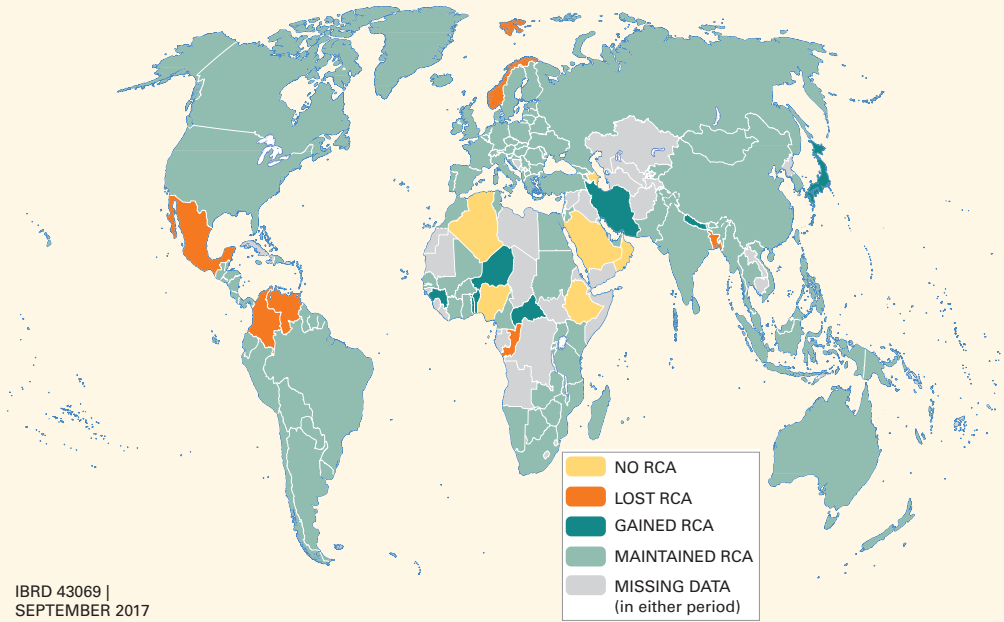 NO RCA
LOST RCA
GAINED RCA
MAINTAINED RCA
MISSING DATA
(in either period)
IBRD 43069 |
SEPTEMBER 2017